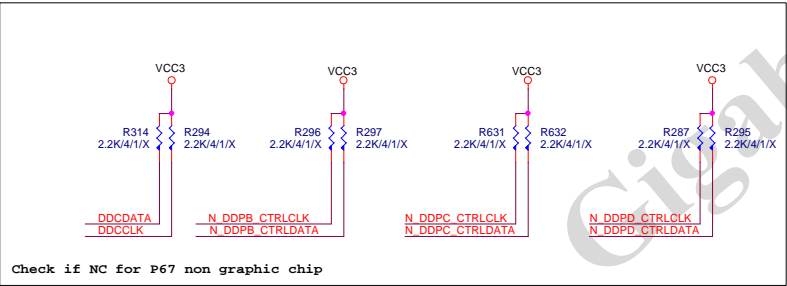 VCC3 VCC3 VCC3 VCC3
R314 R294 R296 R297 R631 R632 R287 R295
2.2K/4/1/X 2.2K/4/1/X 2.2K/4/1/X 2.2K/4/1/X 2.2K/4/1/X 2.2K/4/1/X 2.2K/4/1/X 2.2K/4/1/X
DDCDATA N_DDPB_CTRLCLK N_DDPC_CTRLCLK N_DDPD_CTRLCLK
DDCCLK N_DDPB_CTRLDATA N_DDPC_CTRLDATA N_DDPD_CTRLDATA
Check if NC for P67 non graphic chip